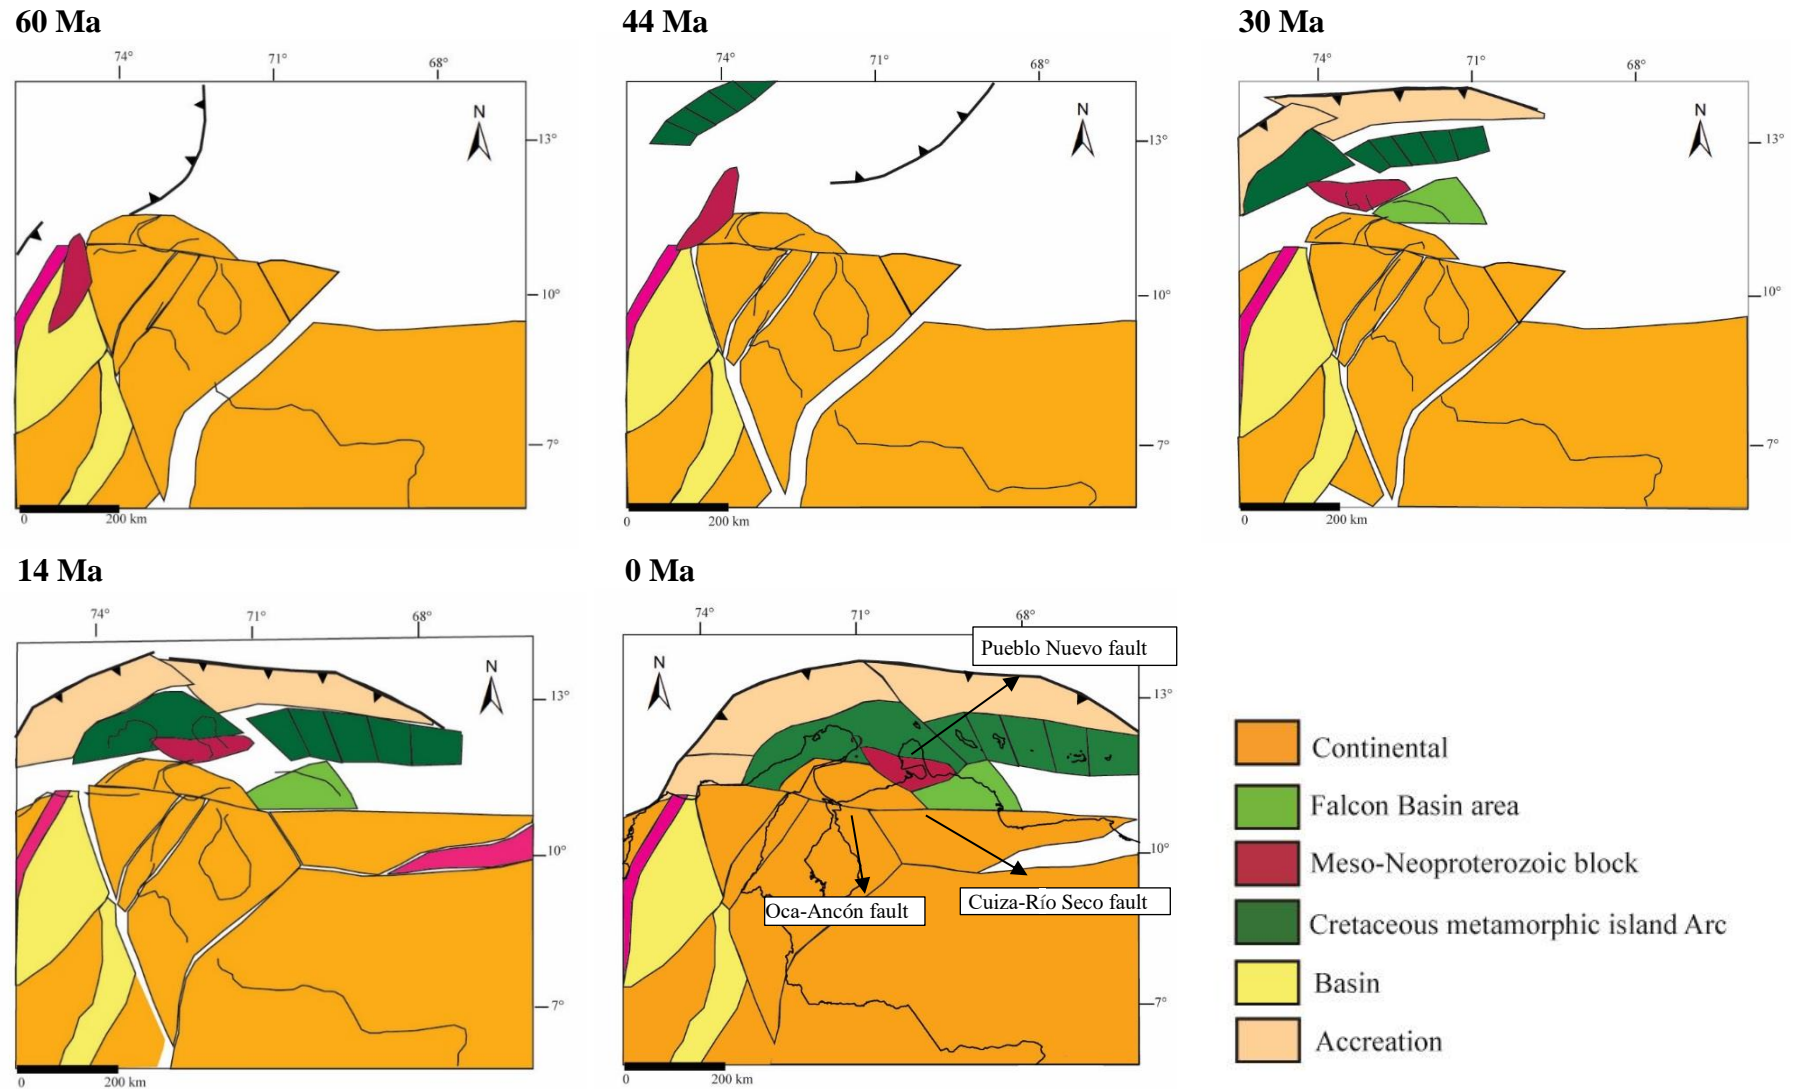 60 Ma
74°
71°
68°
N
13°
10°
7°
0
200 km
44 Ma
74°
71°
68°
N
13°
10°
7°
0
200 km
30 Ma
74°
71°
68°
N
13°
10°
7°
0
200 km
14 Ma
74°
71°
68°
N
13°
10°
7°
0
200 km
0 Ma
74°
71°
68°
N
13°
10°
7°
0
200 km
Pueblo Nuevo fault
Oca-Ancón fault
Cuiza-Río Seco fault
Continental
Falcon Basin area
Meso-Neoproterozoic block
Cretaceous metamorphic island Arc
Basin
Accreation